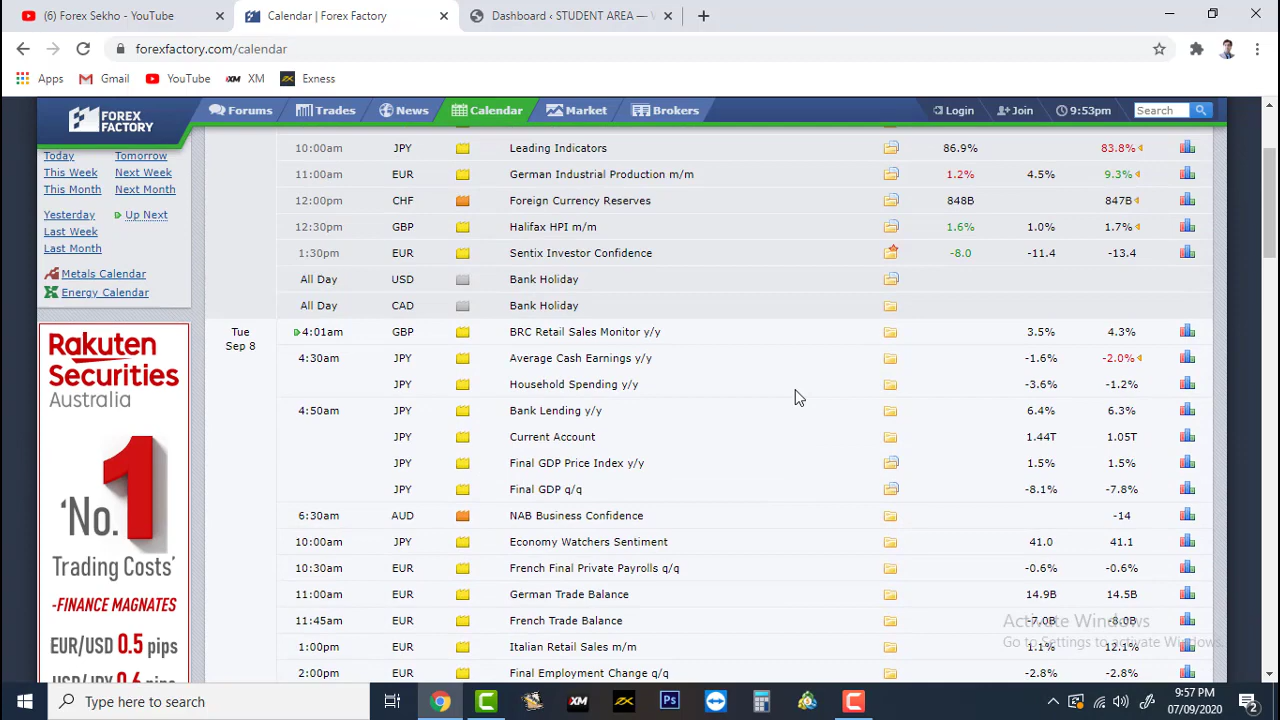 (6) Forex Sekho - YouTube
Calendar | Forex Factory
Dashboard ‹ STUDENT AREA —
forexfactory.com/calendar
Apps
Gmail
YouTube
XM
Exness
FOREX FACTORY
Forums
Trades
News
Calendar
Market
Brokers
Login
Join
9:53pm
Search
Today Tomorrow
This Week Next Week
This Month Next Month
Yesterday Up Next
Last Week
Last Month
Metals Calendar
Energy Calendar
10:00am JPY Leading Indicators 86.9% 83.8%
11:00am EUR German Industrial Production m/m 1.2% 4.5% 9.3%
12:00pm CHF Foreign Currency Reserves 848B 847B
12:30pm GBP Halifax HPI m/m 1.6% 1.0% 1.7%
1:30pm EUR Sentix Investor Confidence -8.0 -11.4 -13.4
All Day USD Bank Holiday
All Day CAD Bank Holiday
Tue Sep 8
4:01am GBP BRC Retail Sales Monitor y/y 3.5% 4.3%
4:30am JPY Average Cash Earnings y/y -1.6% -2.0%
JPY Household Spending y/y -3.6% -1.2%
4:50am JPY Bank Lending y/y 6.4% 6.3%
JPY Current Account 1.44T 1.05T
JPY Final GDP Price Index y/y 1.5% 1.5%
JPY Final GDP q/q -8.1% -7.8%
6:30am AUD NAB Business Confidence -14
10:00am JPY Economy Watchers Sentiment 41.0 41.1
10:30am EUR French Final Private Payrolls q/q -0.6% -0.6%
11:00am EUR German Trade Balance 14.9B 14.5B
11:45am EUR French Trade Balance -7.0B -8.0B
1:00pm EUR Italian Retail Sales m/m 1.1% 12.1%
2:00pm EUR Final Employment Change q/q -2.8% -2.8%
Rakuten
Securities
Australia
No.
1
Trading Costs'
-FINANCE MAGNATES
EUR/USD 0.5 pips
Activate Windows
Go to Settings to activate Windows.
Type here to search
XM
Ps
9:57 PM
07/09/2020
2